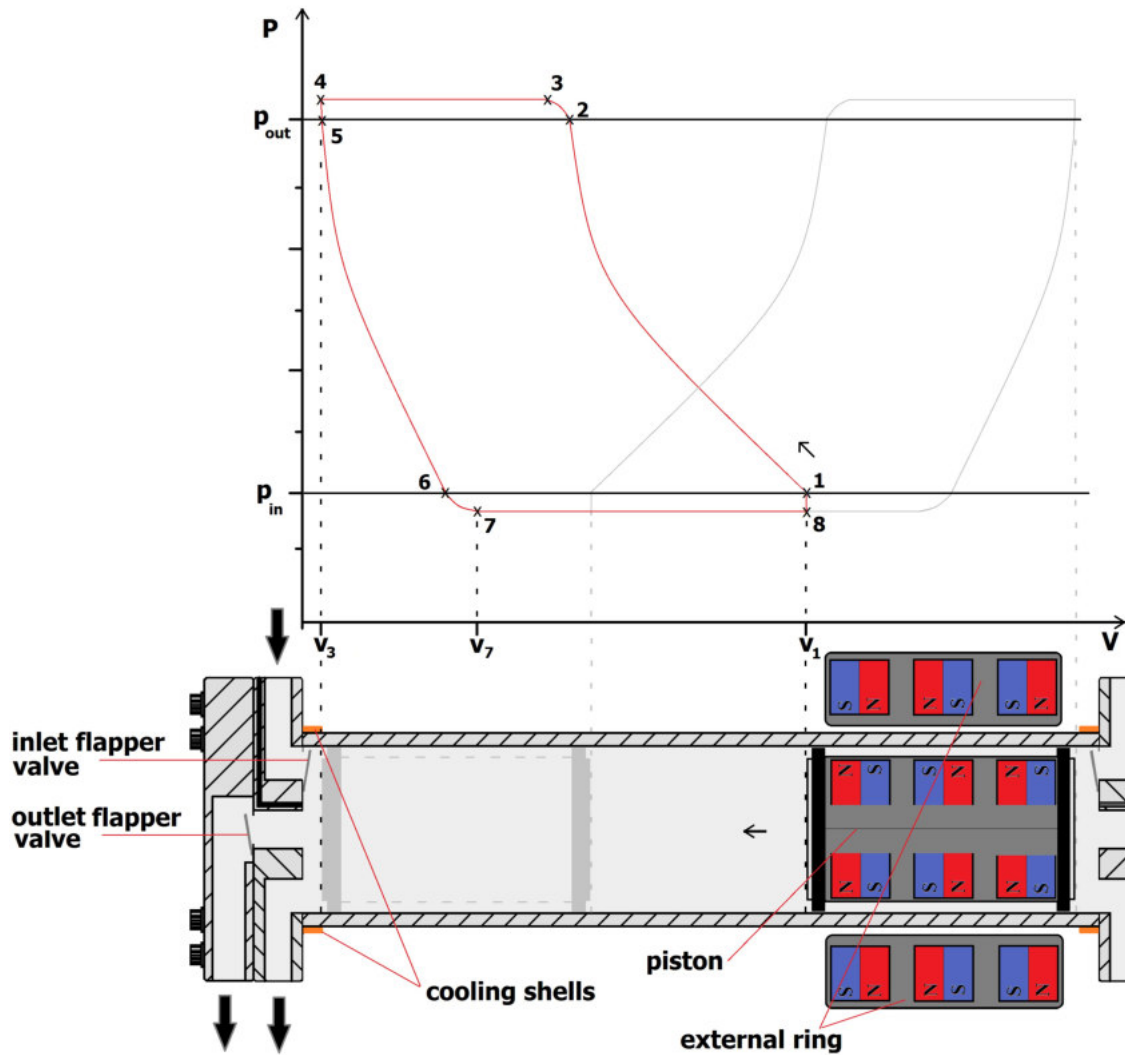 P
4
3
p out
5
2
6
p in
1
7
8
v3
v7
v1
V
inlet flapper
valve
outlet flapper
valve
S N N S S N
N S S N N S
N S S N N S
S N N S S N
piston
cooling shells
external ring